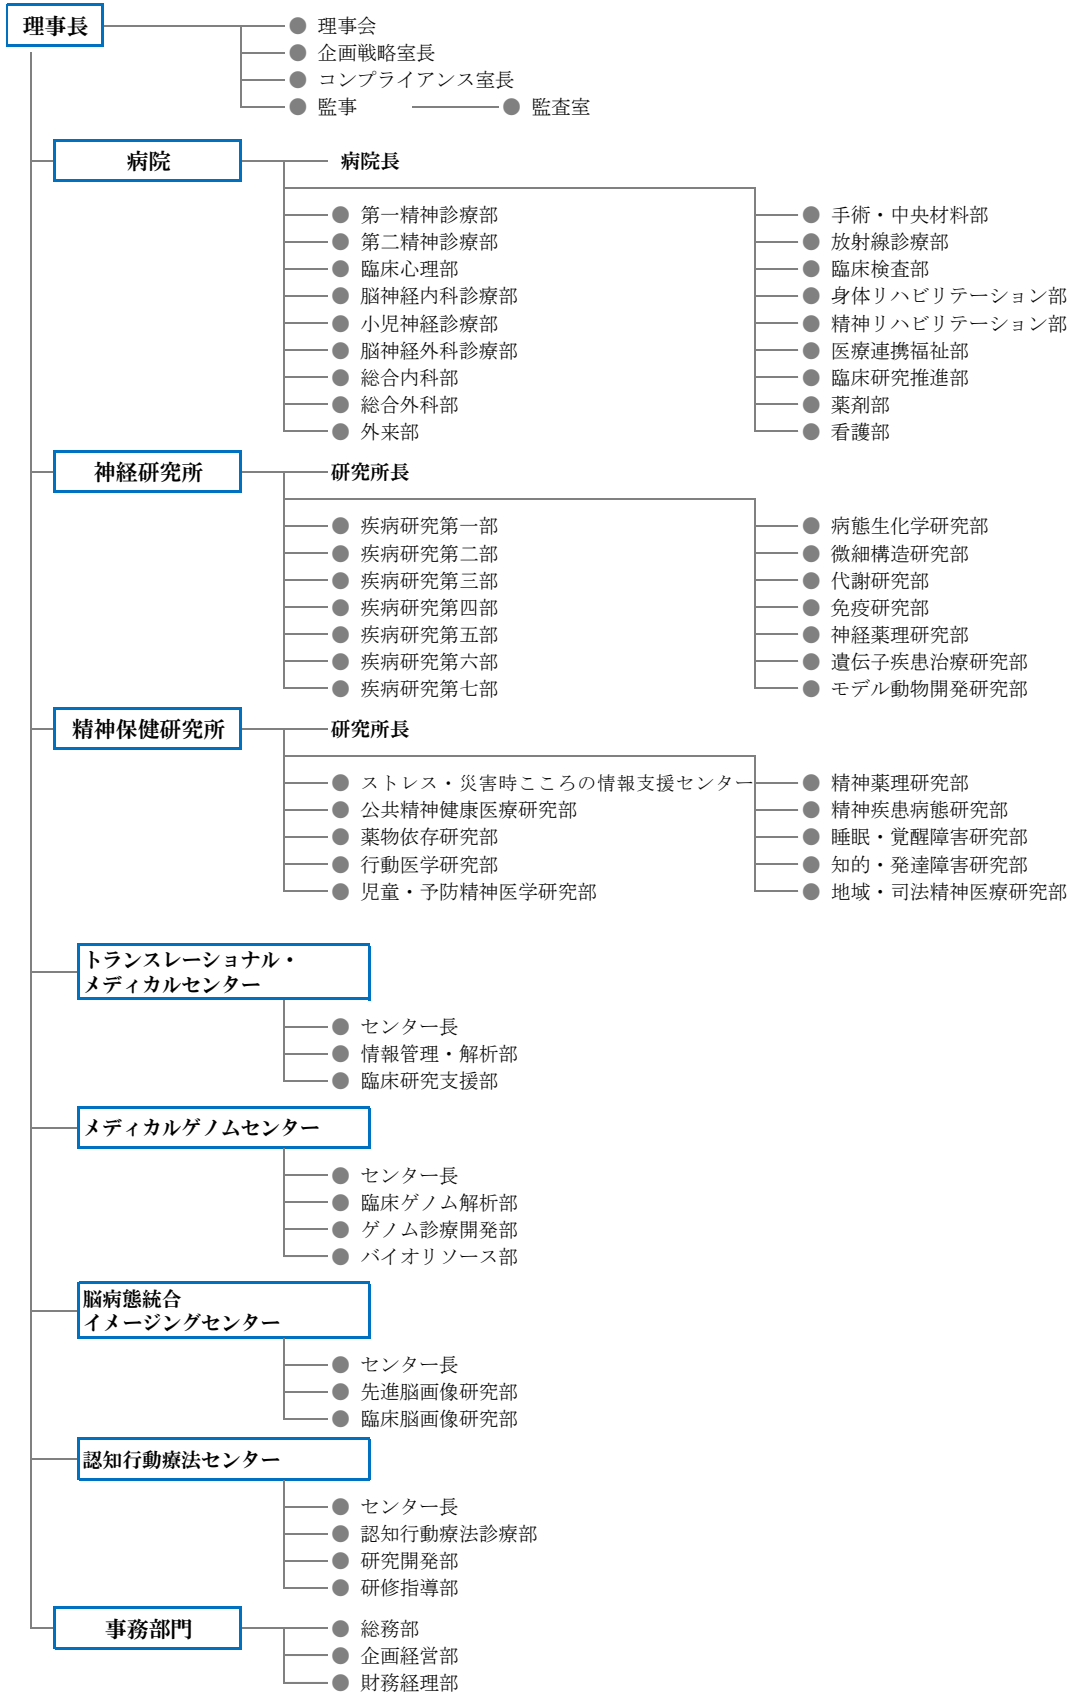 理事長
理事会
企画戦略室長
コンプライアンス室長
監事
監査室
病院
病院長
第一精神診療部
第二精神診療部
臨床心理部
脳神経内科診療部
小児神経診療部
脳神経外科診療部
総合内科部
総合外科部
外来部
手術・中央材料部
放射線診療部
臨床検査部
身体リハビリテーション部
精神リハビリテーション部
医療連携福祉部
臨床研究推進部
薬剤部
看護部
神経研究所
研究所長
疾病研究第一部
疾病研究第二部
疾病研究第三部
疾病研究第四部
疾病研究第五部
疾病研究第六部
疾病研究第七部
病態生化学研究部
微細構造研究部
代謝研究部
免疫研究部
神経薬理研究部
遺伝子疾患治療研究部
モデル動物開発研究部
精神保健研究所
研究所長
ストレス・災害時こころの情報支援センター
公共精神健康医療研究部
薬物依存研究部
行動医学研究部
児童・予防精神医学研究部
精神薬理研究部
精神疾患病態研究部
睡眠・覚醒障害研究部
知的・発達障害研究部
地域・司法精神医療研究部
トランスレーショナル・
メディカルセンター
センター長
情報管理・解析部
臨床研究支援部
メディカルゲノムセンター
センター長
臨床ゲノム解析部
ゲノム診療開発部
バイオリソース部
脳病態統合
イメージングセンター
センター長
先進脳画像研究部
臨床脳画像研究部
認知行動療法センター
センター長
認知行動療法診療部
研究開発部
研修指導部
事務部門
総務部
企画経営部
財務経理部